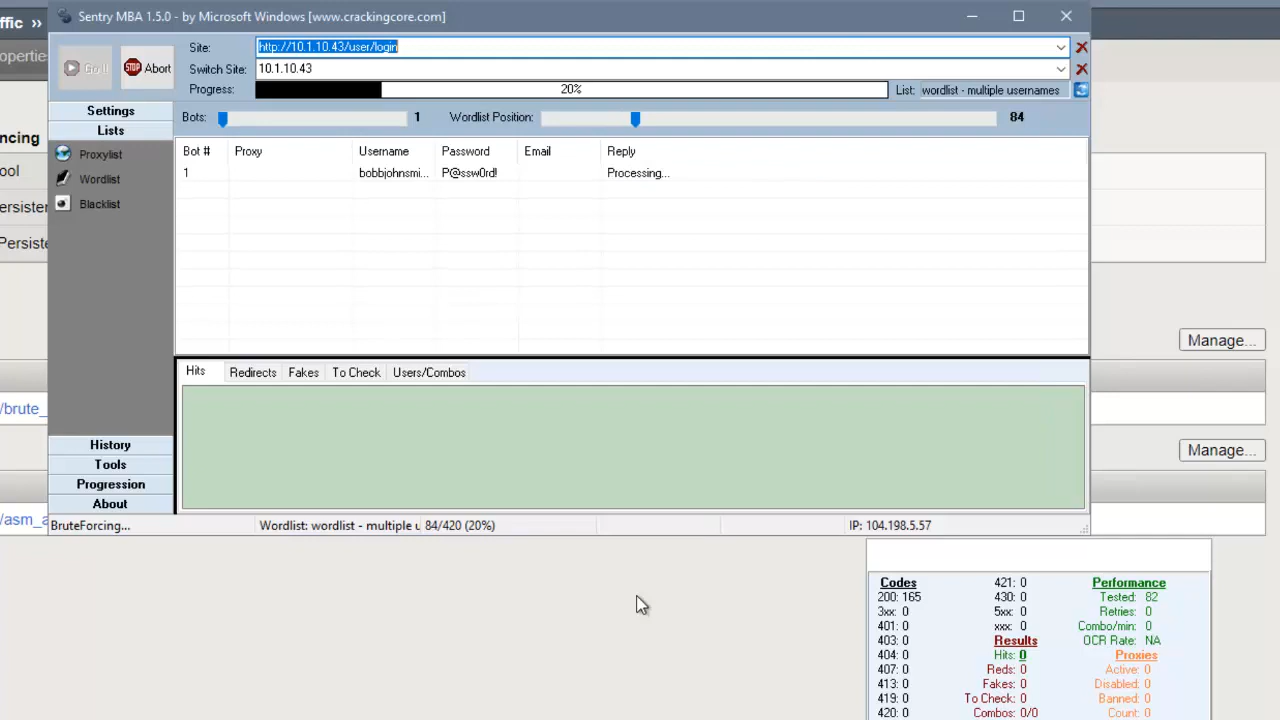 Sentry MBA 1.5.0 - by Microsoft Windows [www.crackingcore.com]
ffic »
Site: http://10.1.10.43/user/login
operties
Go !!
STOP Abort
Switch Site: 10.1.10.43
Progress: 20% List: wordlist - multiple usernames
Settings
Bots: 1 Wordlist Position: 84
Lists
ncing
Bot # Proxy Username Password Email Reply
Proxylist
ool
1 bobbjohnsmi... P@ssw0rd! Processing...
Wordlist
Blacklist
ersister
Persister
Manage...
Hits Redirects Fakes To Check Users/Combos
/brute_
History
Manage...
Tools
Progression
About
/asm_a
BruteForcing... Wordlist: wordlist - multiple u 84/420 (20%) IP: 104.198.5.57
Codes 421: 0 Performance
200: 165 430: 0 Tested: 82
3xx: 0 5xx: 0 Retries: 0
401: 0 xxx: 0 Combo/min: 0
403: 0 Results OCR Rate: NA
404: 0 Hits: 0 Proxies
407: 0 Reds: 0 Active: 0
413: 0 Fakes: 0 Disabled: 0
419: 0 To Check: 0 Banned: 0
420: 0 Combos: 0/0 Count: 0